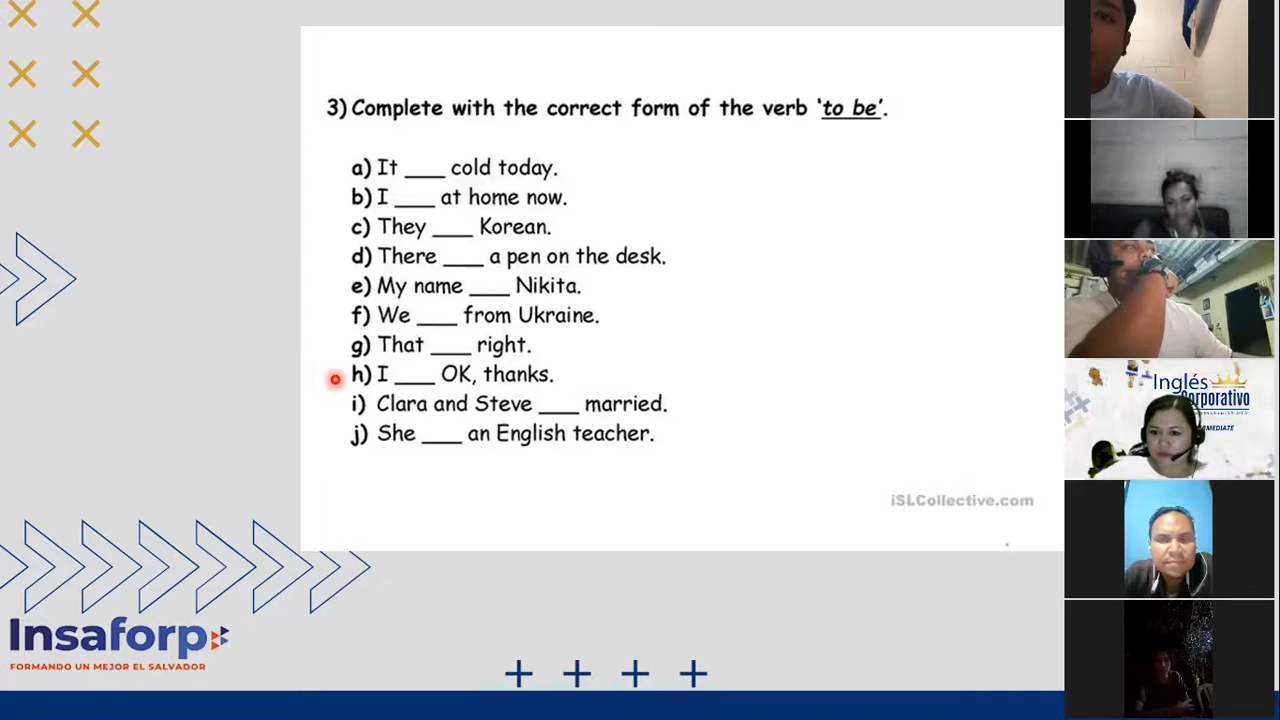 3) Complete with the correct form of the verb ‘to be’.
a) It ___ cold today.
b) I ___ at home now.
c) They ___ Korean.
d) There ___ a pen on the desk.
e) My name ___ Nikita.
f) We ___ from Ukraine.
g) That ___ right.
h) I ___ OK, thanks.
i) Clara and Steve ___ married.
j) She ___ an English teacher.
iSLCollective.com
Insaforp
FORMANDO UN MEJOR EL SALVADOR
Inglés
Corporativo